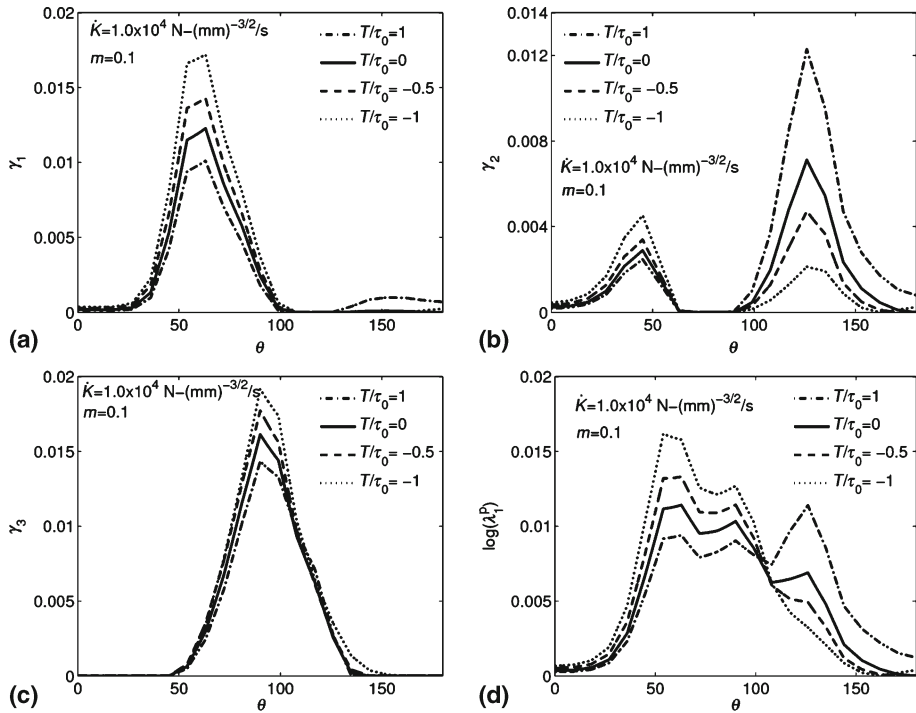 K̇=1.0x10⁴ N–(mm)⁻³/²/s
m=0.1
T/τ₀=1
T/τ₀=0
T/τ₀= −0.5
T/τ₀= −1
0.02
0.015
0.01
0.005
0
γ₁
0 50 100 150
θ
(a)
T/τ₀=1
T/τ₀=0
T/τ₀= −0.5
T/τ₀= −1
K̇=1.0x10⁴ N–(mm)⁻³/²/s
m=0.1
0.014
0.012
0.008
0.004
0
γ₂
0 50 100 150
θ
(b)
K̇=1.0x10⁴ N–(mm)⁻³/²/s
m=0.1
T/τ₀=1
T/τ₀=0
T/τ₀= −0.5
T/τ₀= −1
0.02
0.015
0.01
0.005
0
γ₃
0 50 100 150
θ
(c)
K̇=1.0x10⁴ N–(mm)⁻³/²/s
m=0.1
T/τ₀=1
T/τ₀=0
T/τ₀= −0.5
T/τ₀= −1
0.02
0.015
0.01
0.005
0
log(λ₁ᵖ)
0 50 100 150
θ
(d)